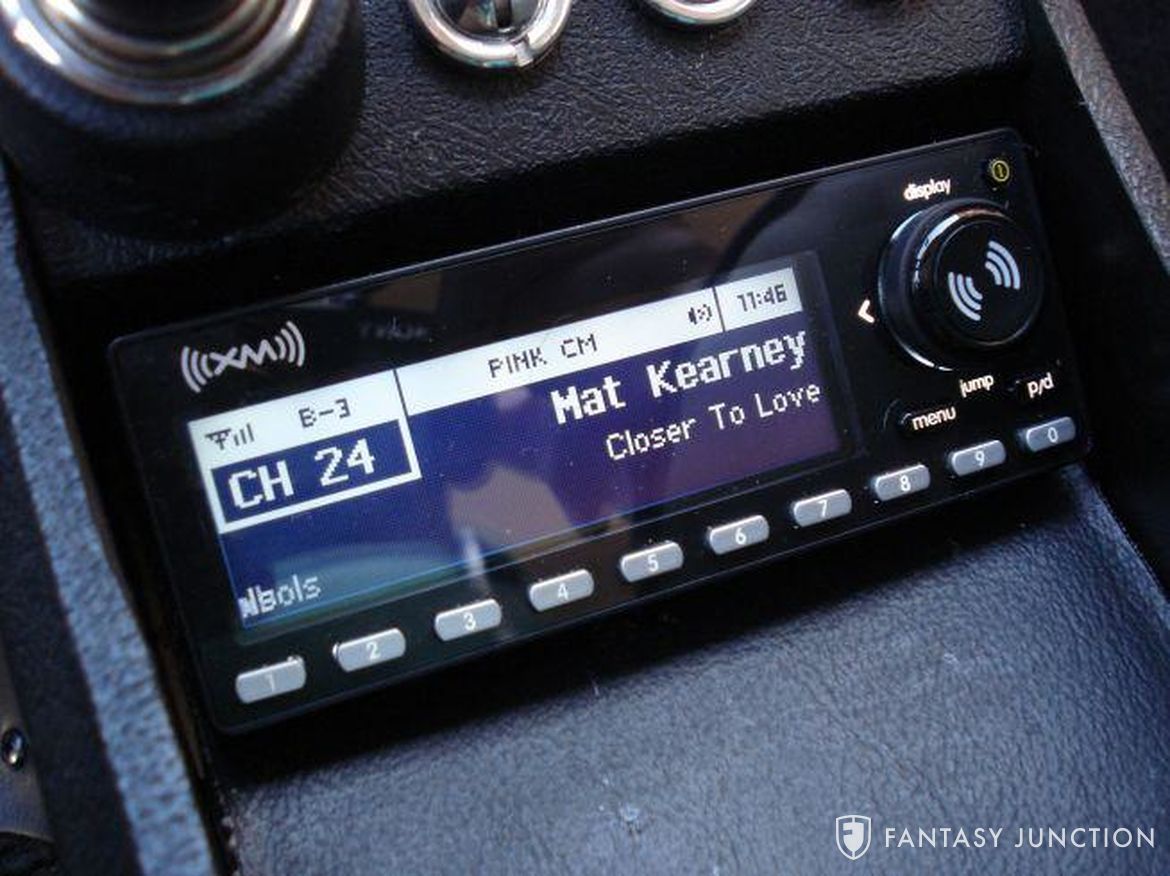 display
XM
B-3
PINK CM
11:46
CH 24
Mat Kearney
Closer To Love
jump
p/d
menu
1 2 3 4 5 6 7 8 9 0
FANTASY JUNCTION